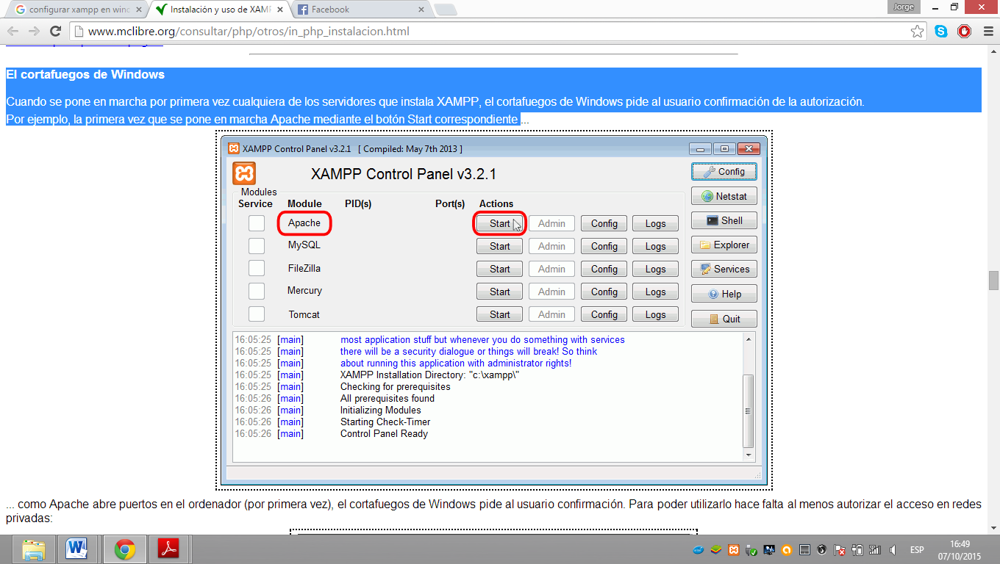 configurar xampp en win
Instalación y uso de XAM
Facebook
Jorge
www.mclibre.org/consultar/php/otros/in_php_instalacion.html
El cortafuegos de Windows
Cuando se pone en marcha por primera vez cualquiera de los servidores que instala XAMPP, el cortafuegos de Windows pide al usuario confirmación de la autorización.
Por ejemplo, la primera vez que se pone en marcha Apache mediante el botón Start correspondiente ...
XAMPP Control Panel v3.2.1 [ Compiled: May 7th 2013 ]
XAMPP Control Panel v3.2.1
Config
Modules
Service Module PID(s) Port(s) Actions
Netstat
Apache Start Admin Config Logs
Shell
MySQL Start Admin Config Logs
Explorer
FileZilla Start Admin Config Logs
Services
Mercury Start Admin Config Logs
Help
Tomcat Start Admin Config Logs
Quit
16:05:25 [main] most application stuff but whenever you do something with services
16:05:25 [main] there will be a security dialogue or things will break! So think
16:05:25 [main] about running this application with administrator rights!
16:05:25 [main] XAMPP Installation Directory: "c:\xampp\"
16:05:25 [main] Checking for prerequisites
16:05:26 [main] All prerequisites found
16:05:26 [main] Initializing Modules
16:05:26 [main] Starting Check-Timer
16:05:26 [main] Control Panel Ready
... como Apache abre puertos en el ordenador (por primera vez), el cortafuegos de Windows pide al usuario confirmación. Para poder utilizarlo hace falta al menos autorizar el acceso en redes
privadas:
ESP
16:49
07/10/2015